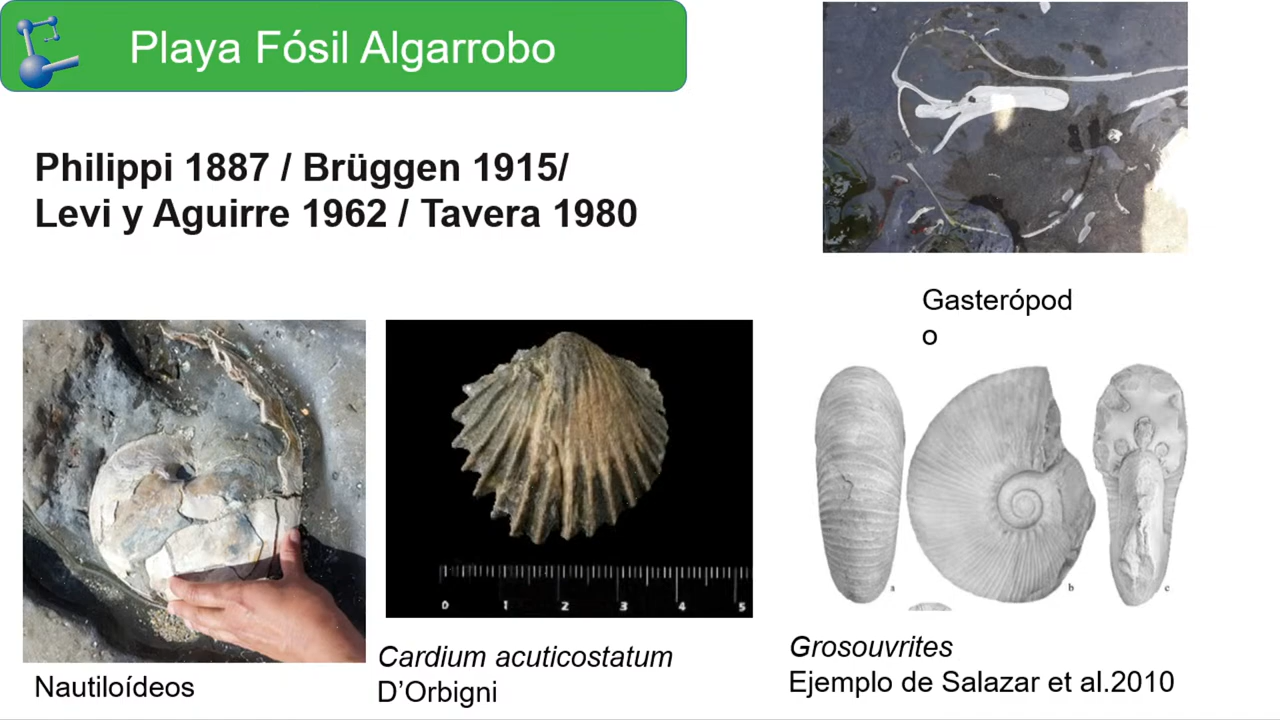 Playa Fósil Algarrobo
Philippi 1887 / Brüggen 1915/
Levi y Aguirre 1962 / Tavera 1980
Gasterópod
o
0 1 2 3 4 5
a b c
Nautiloídeos
Cardium acuticostatum
D’Orbigni
Grosouvrites
Ejemplo de Salazar et al.2010